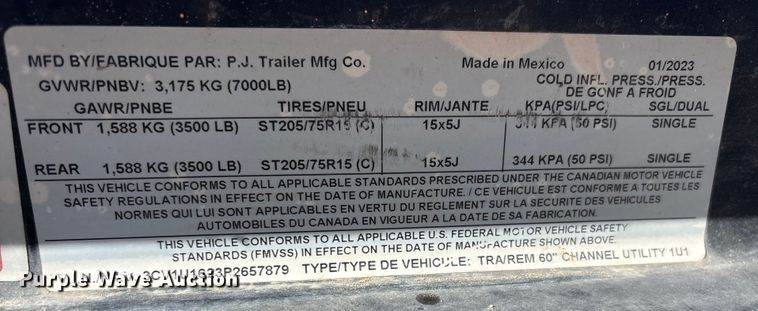 MFD BY/FABRIQUE PAR: P.J. Trailer Mfg Co. Made in Mexico 01/2023
GVWR/PNBV: 3,175 KG (7000LB) COLD INFL. PRESS./PRESS.
DE GONF A FROID
GAWR/PNBE TIRES/PNEU RIM/JANTE KPA(PSI/LPC) SGL/DUAL
FRONT 1,588 KG (3500 LB) ST205/75R15 (C) 15x5J 344 KPA (50 PSI) SINGLE
REAR 1,588 KG (3500 LB) ST205/75R15 (C) 15x5J 344 KPA (50 PSI) SINGLE
THIS VEHICLE CONFORMS TO ALL APPLICABLE STANDARDS PRESCRIBED UNDER THE CANADIAN MOTOR VEHICLE
SAFETY REGULATIONS IN EFFECT ON THE DATE OF MANUFACTURE. / CE VEHICULE EST CONFORME A TOUTES LES
NORMES QUI LUI SONT APPLICABLES EN VERTU DU REGLEMENT SUR LA SECURITE DES VEHICULES
AUTOMOBILES DU CANADA EN VIGUEUR A LA DATE DE SA FABRICATION.
THIS VEHICLE CONFORMS TO ALL APPLICABLE U.S. FEDERAL MOTOR VEHICLE SAFETY
STANDARDS (FMVSS) IN EFFECT ON THE DATE OF MANUFACTURE SHOWN ABOVE.
3CV1U1623P2657879 TYPE/TYPE DE VEHICULE: TRA/REM 60" CHANNEL UTILITY 1U1
Purple Wave Auction